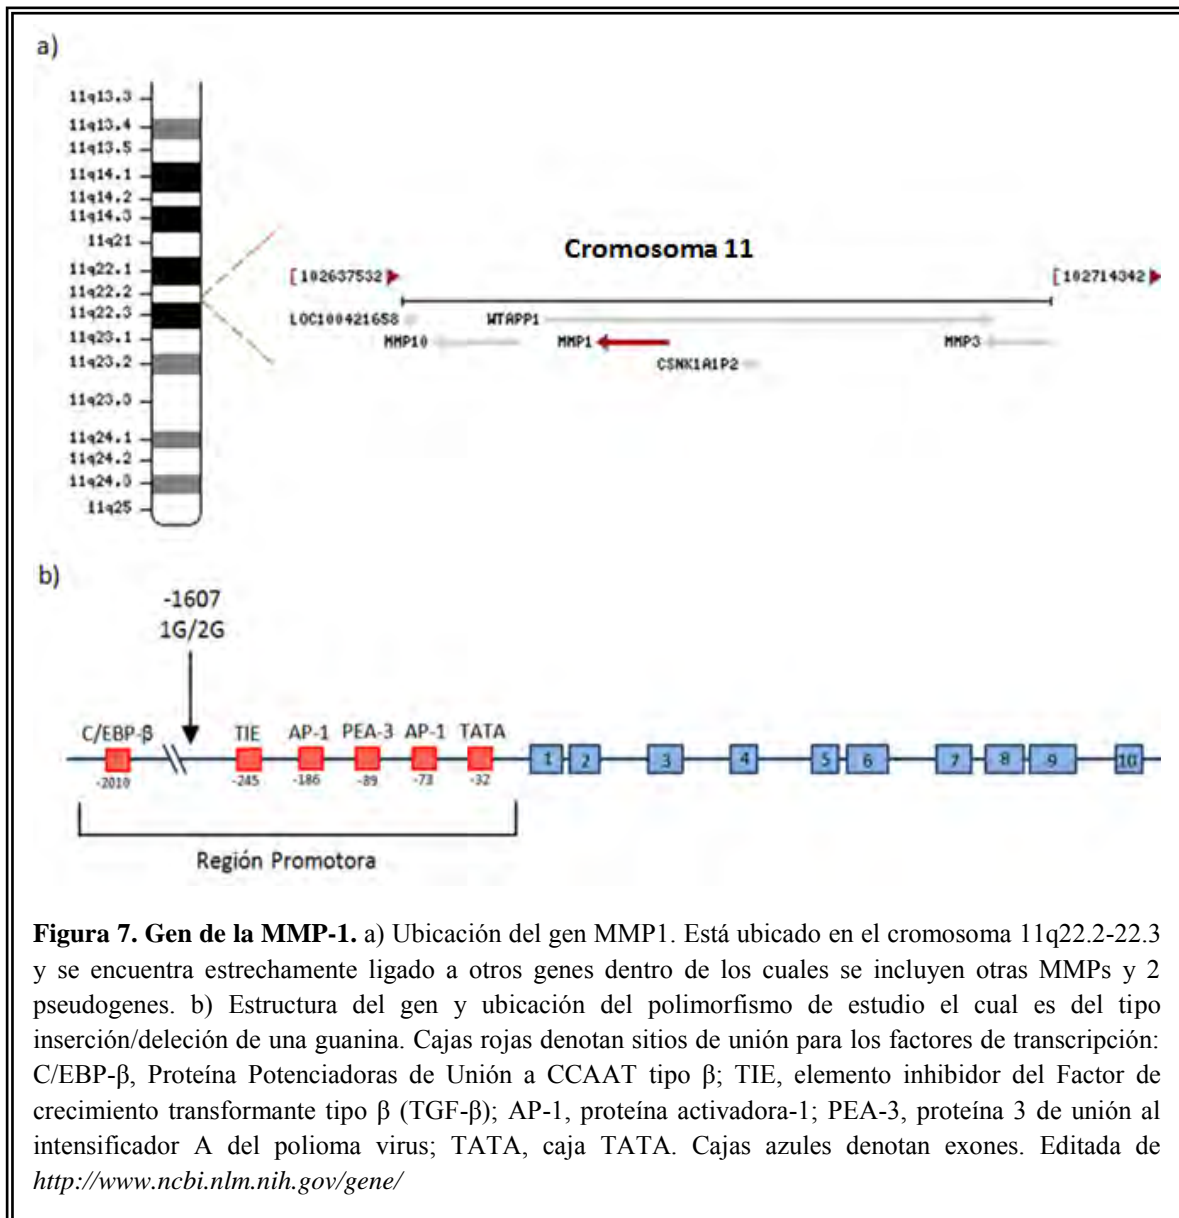 a)
11q13.3
11q13.4
11q13.5
11q14.1
11q14.2
11q14.3
11q21
11q22.1
11q22.2
11q22.3
11q23.1
11q23.2
11q23.3
11q24.1
11q24.2
11q24.3
11q25
Cromosoma 11
[102637532
[102714342
LOC100421658
WTAPP1
MMP10
MMP1
MMP3
CSNK1A1P2
b)
-1607
1G/2G
C/EBP-β
TIE
AP-1
PEA-3
AP-1
TATA
1
2
3
4
5
6
7
8
9
10
-2010
-245
-186
-89
-73
-32
Región Promotora
Figura 7. Gen de la MMP-1. a) Ubicación del gen MMP1. Está ubicado en el cromosoma 11q22.2-22.3
y se encuentra estrechamente ligado a otros genes dentro de los cuales se incluyen otras MMPs y 2
pseudogenes. b) Estructura del gen y ubicación del polimorfismo de estudio el cual es del tipo
inserción/deleción de una guanina. Cajas rojas denotan sitios de unión para los factores de transcripción:
C/EBP-β, Proteína Potenciadoras de Unión a CCAAT tipo β; TIE, elemento inhibidor del Factor de
crecimiento transformante tipo β (TGF-β); AP-1, proteína activadora-1; PEA-3, proteína 3 de unión al
intensificador A del polioma virus; TATA, caja TATA. Cajas azules denotan exones. Editada de
http://www.ncbi.nlm.nih.gov/gene/